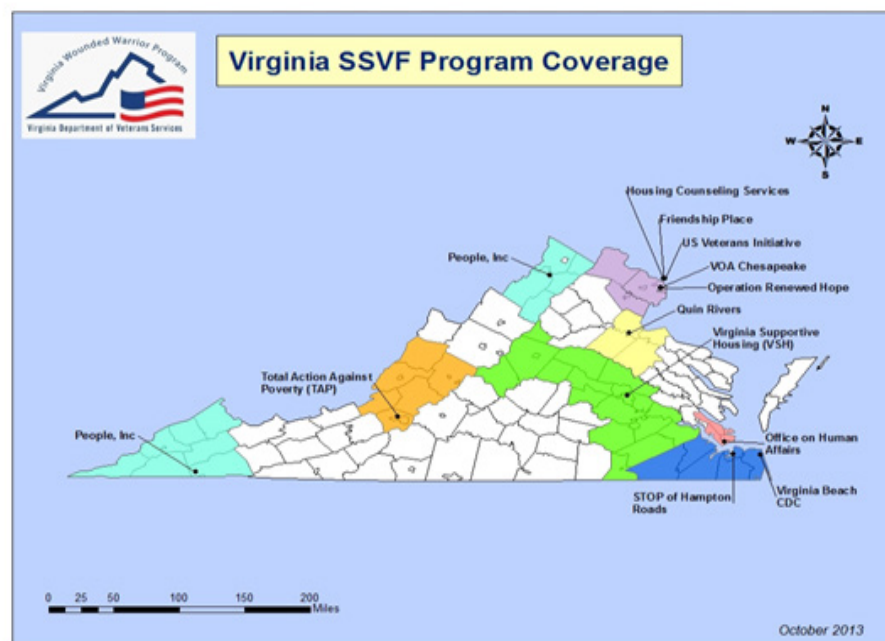 Virginia Wounded Warrior Program
Virginia Department of Veterans Services
Virginia SSVF Program Coverage
N
W
E
S
Housing Counseling Services
Friendship Place
US Veterans Initiative
People, Inc
VOA Chesapeake
Operation Renewed Hope
Quin Rivers
Virginia Supportive
Housing (VSH)
Total Action Against
Poverty (TAP)
People, Inc
Office on Human
Affairs
STOP of Hampton
Roads
Virginia Beach
CDC
0 25 50 100 150 200
Miles
October 2013